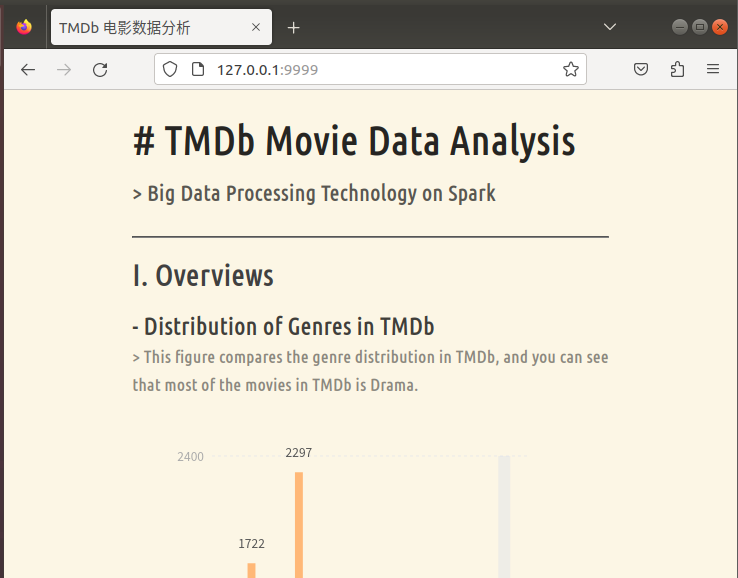 TMDb 电影数据分析
127.0.0.1:9999
# TMDb Movie Data Analysis
> Big Data Processing Technology on Spark
I. Overviews
- Distribution of Genres in TMDb
> This figure compares the genre distribution in TMDb, and you can see
that most of the movies in TMDb is Drama.
2400
2297
1722